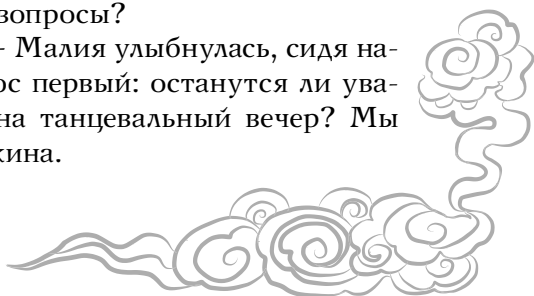 вопросы?
– Малия улыбнулась, сидя на-
ос первый: останутся ли ува-
на танцевальный вечер? Мы
кина.